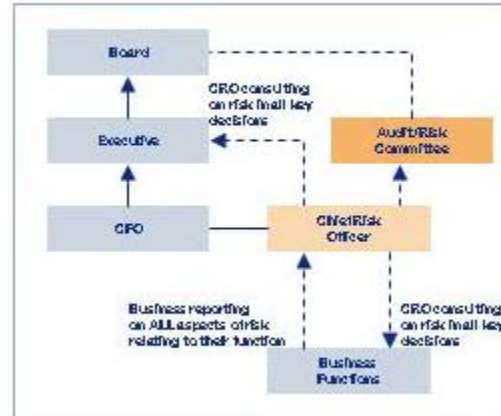 Board
CRO consulting
on risk in all key
decisions
Executive
Audit/Risk
Committee
CFO
Chief Risk
Officer
Business reporting
on ALL aspects of risk
relating to their function
CRO consulting
on risk in all key
decisions
Business
Functions